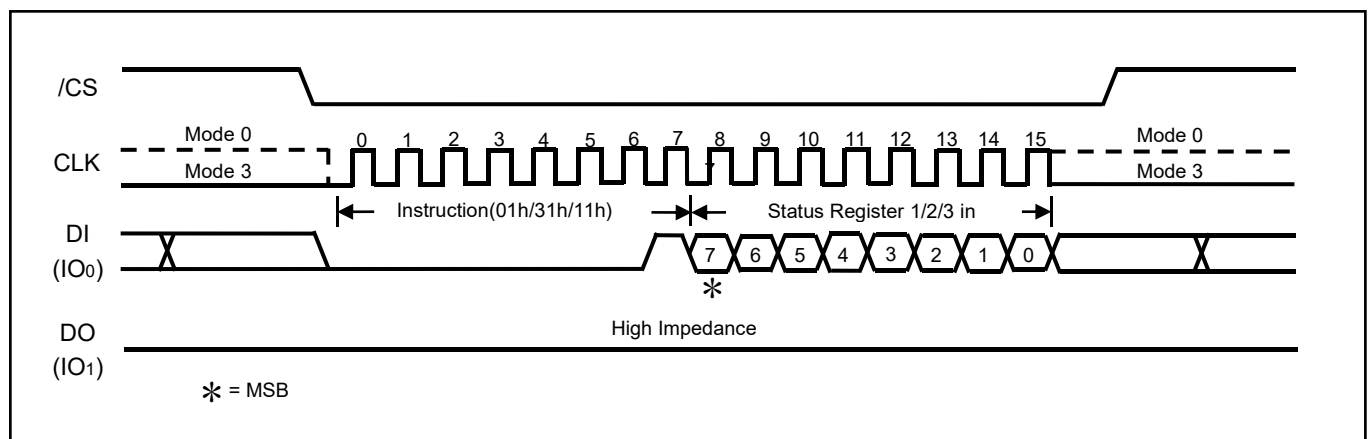 /CS
Mode 0 0 1 2 3 4 5 6 7 8 9 10 11 12 13 14 15 Mode 0
CLK 7
Mode 3 Mode 3
Instruction(01h/31h/11h) Status Register 1/2/3 in
DI
(IO0) 7 6 5 4 3 2 1 0
*
DO High Impedance
(IO1)
* = MSB